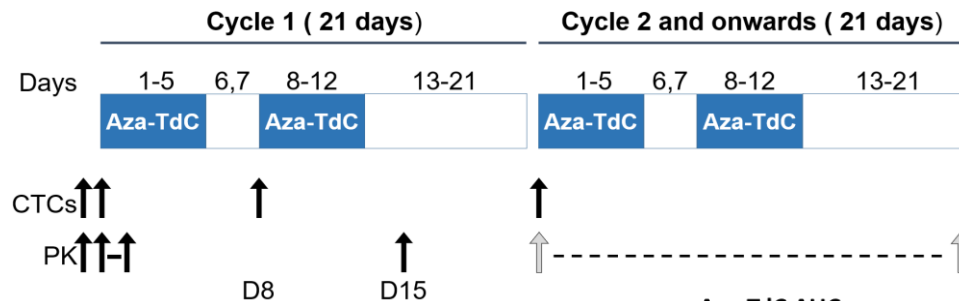 Cycle 1 ( 21 days) Cycle 2 and onwards ( 21 days)
Days 1-5 6,7 8-12 13-21 1-5 6,7 8-12 13-21
Aza-TdC Aza-TdC Aza-TdC Aza-TdC
CTCs
PK
D8 D15